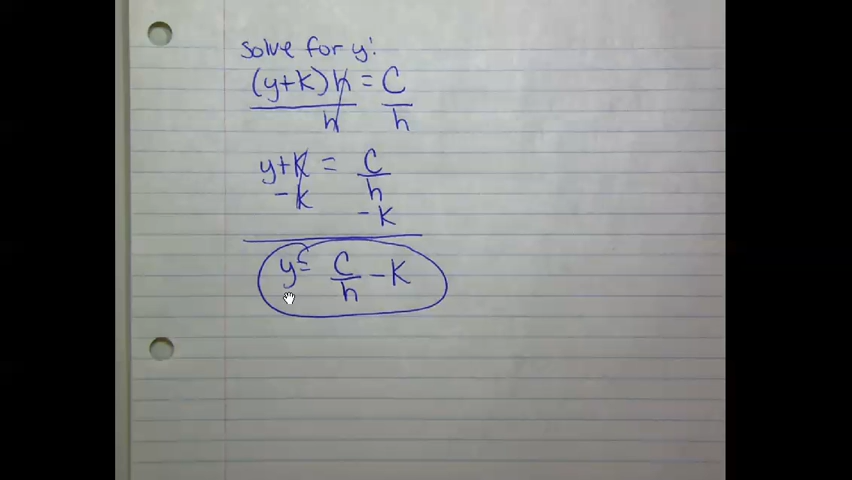 Solve for y:
(y+k)h = C
h h
y+k = C
-k h
-k
y= C - k
h